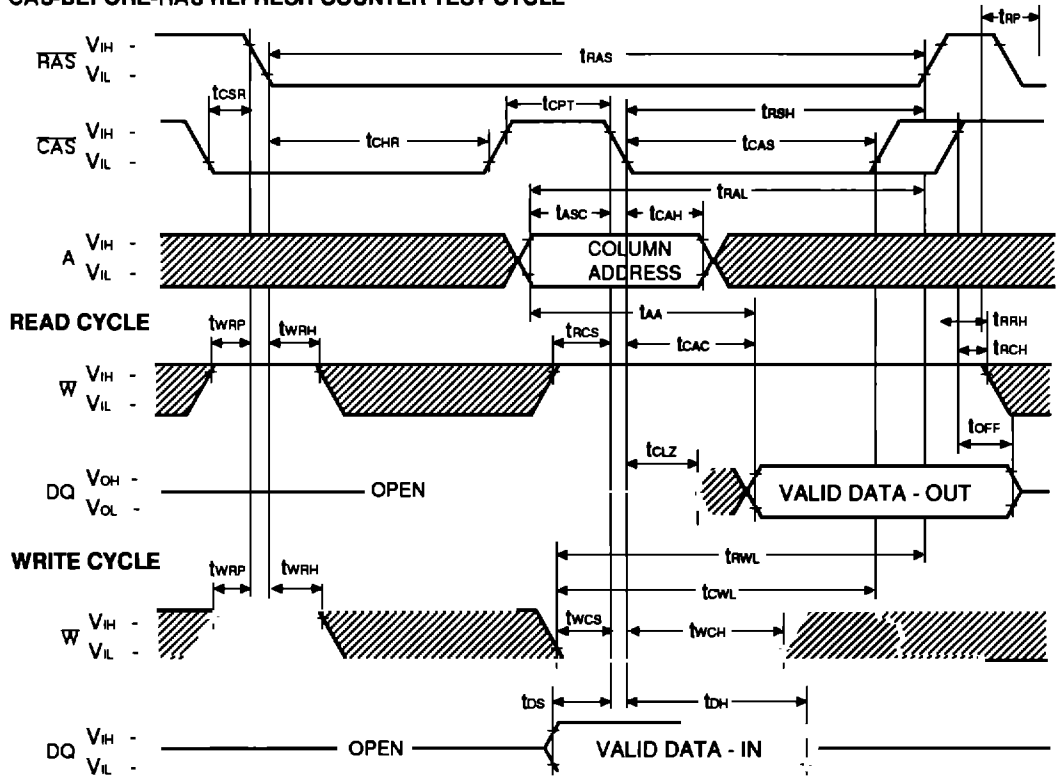 CAS-BEFORE-RAS REFRESH COUNTER TEST CYCLE
tRP
RAS VIH -
VIL -
tRAS
tCSR
tCPT
tRSH
CAS VIH -
VIL -
tCHR
tCAS
tRAL
tASC
tCAH
A VIH -
VIL -
COLUMN
ADDRESS
READ CYCLE
tAA
tWRP
tWRH
tRCS
tCAC
tRRH
tRCH
W VIH -
VIL -
tCLZ
tOFF
DQ VOH -
VOL -
OPEN
VALID DATA - OUT
WRITE CYCLE
tRWL
tWRP
tWRH
tCWL
W VIH -
VIL -
tWCS
tWCH
tDS
tDH
DQ VIH -
VIL -
OPEN
VALID DATA - IN